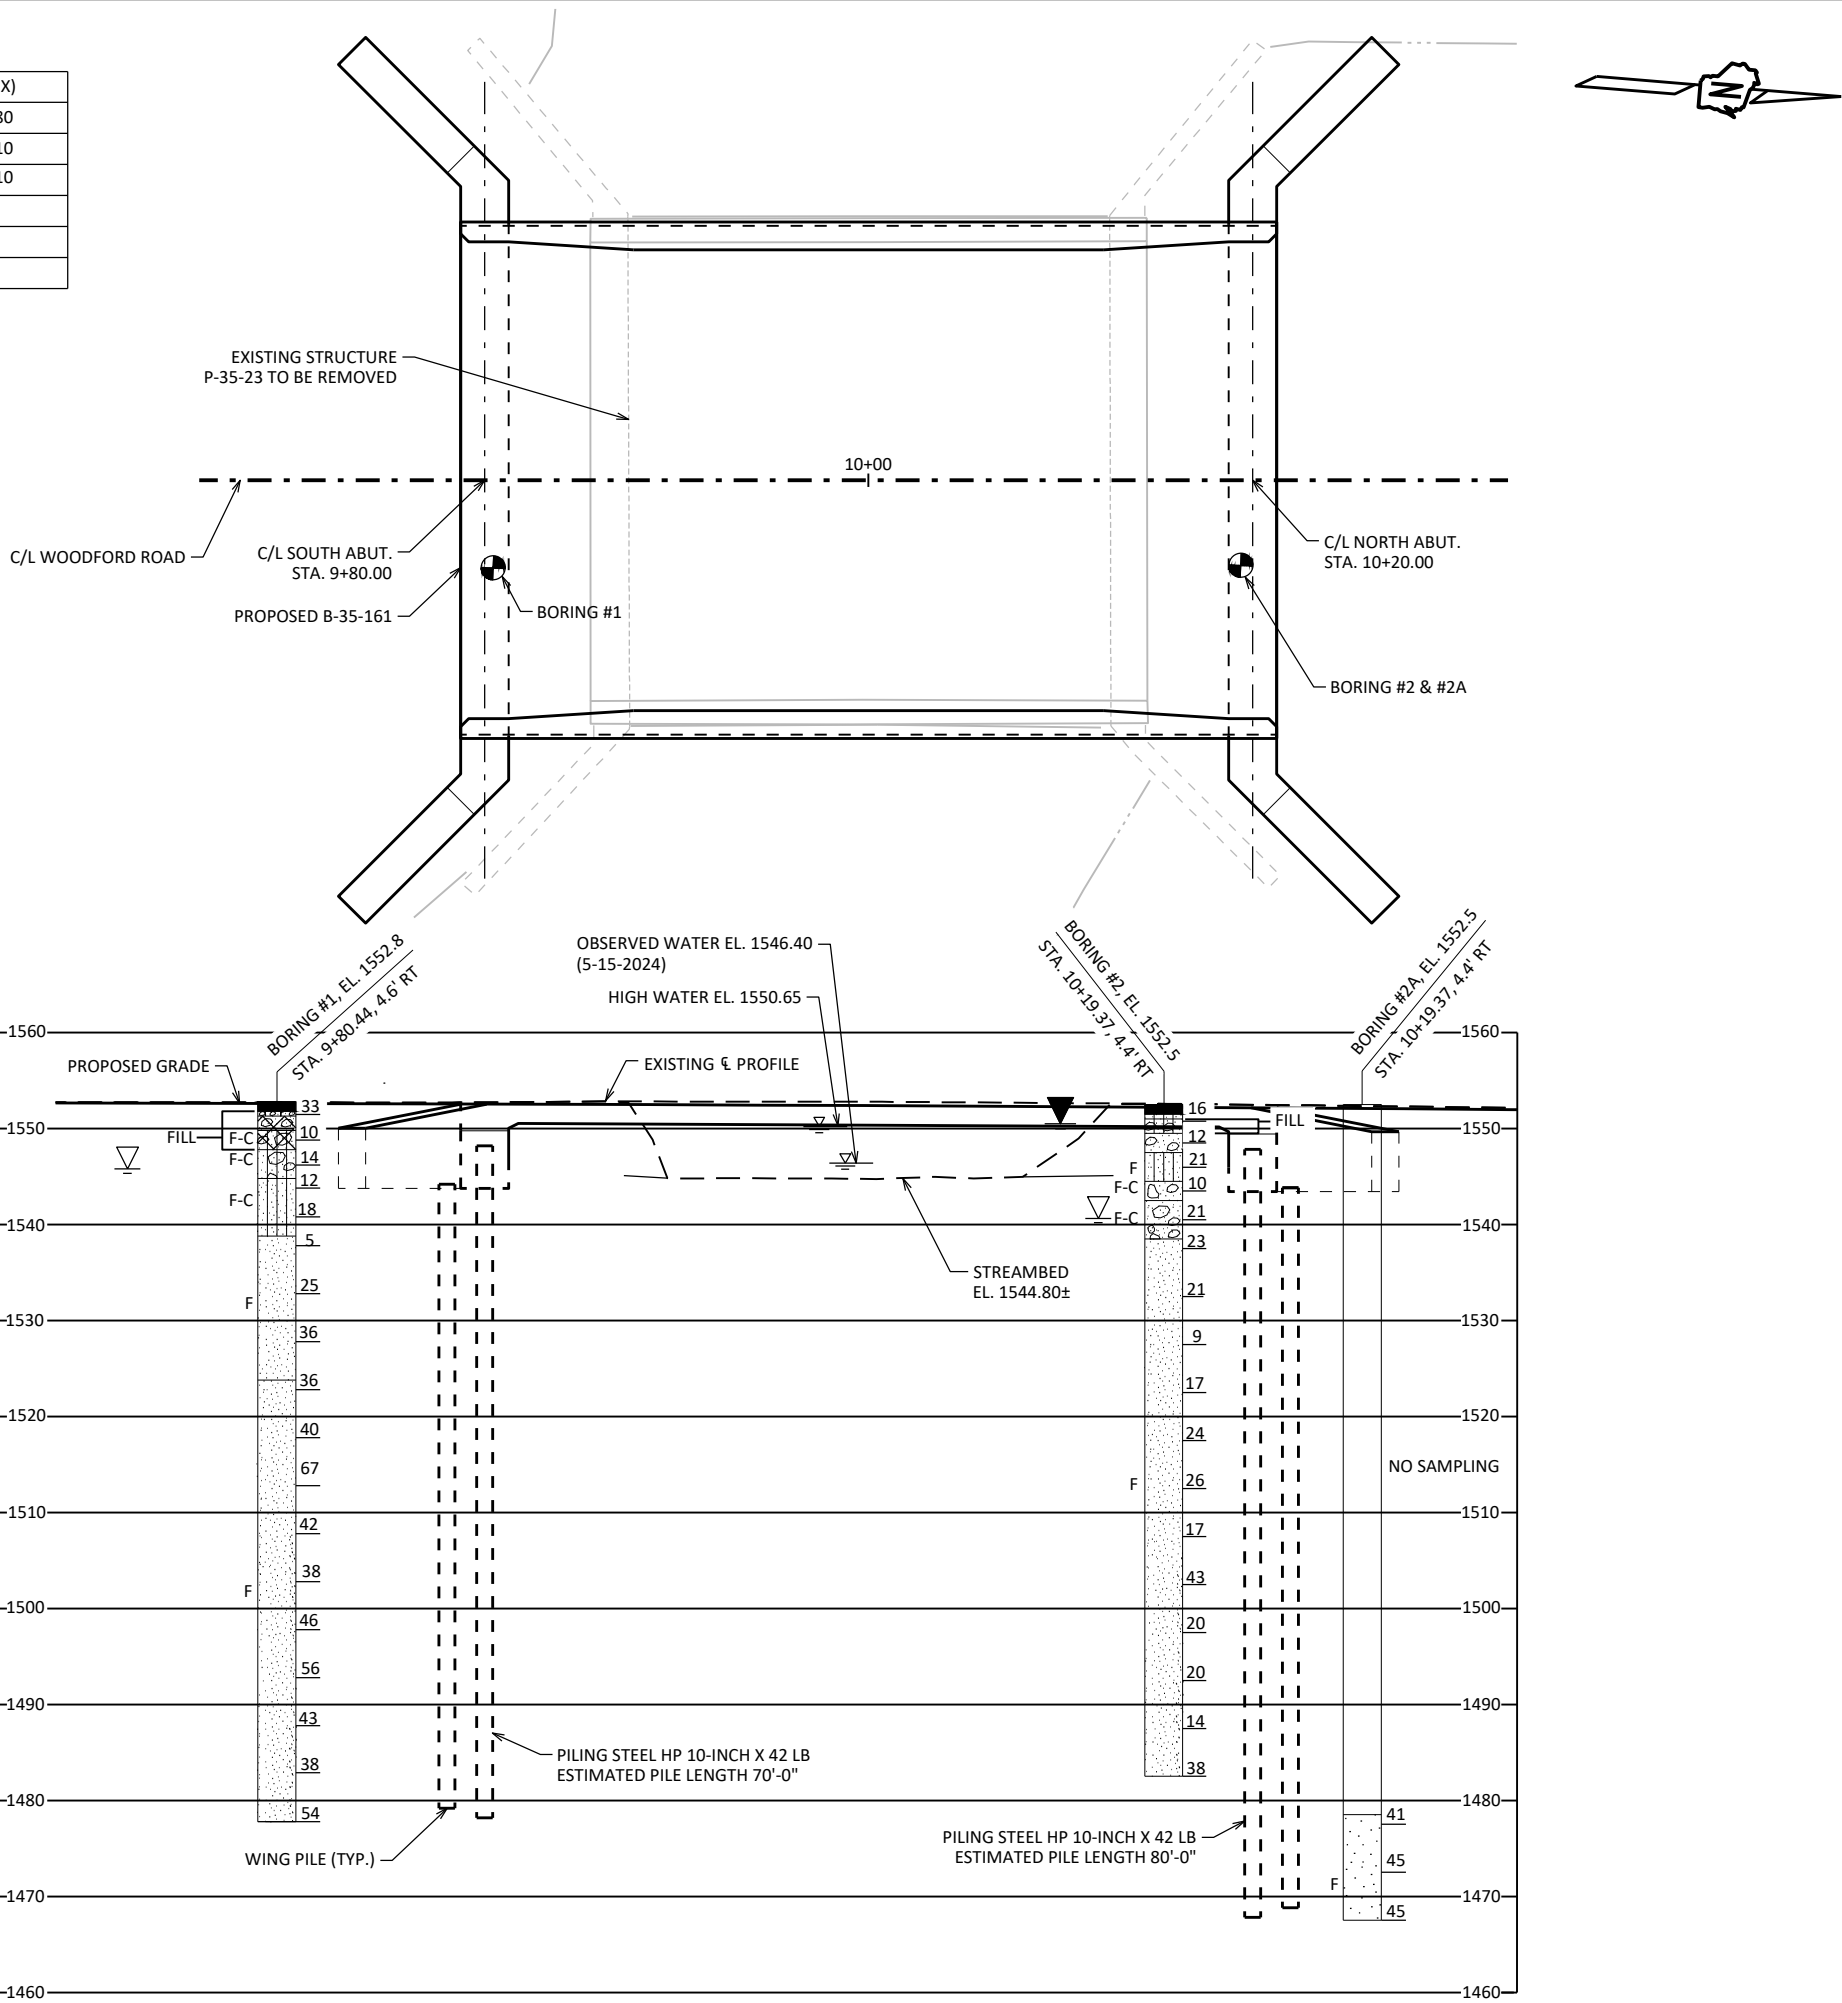 X)
30
10
10
N
EXISTING STRUCTURE
P-35-23 TO BE REMOVED
10+00
C/L WOODFORD ROAD
C/L SOUTH ABUT.
STA. 9+80.00
C/L NORTH ABUT.
STA. 10+20.00
PROPOSED B-35-161
BORING #1
BORING #2 & #2A
BORING #1, EL. 1552.8
STA. 9+80.44, 4.6' RT
OBSERVED WATER EL. 1546.40
(5-15-2024)
HIGH WATER EL. 1550.65
BORING #2, EL. 1552.5
STA. 10+19.37, 4.4' RT
BORING #2A, EL. 1552.5
STA. 10+19.37, 4.4' RT
1560
1560
PROPOSED GRADE
EXISTING ℄ PROFILE
33
16
FILL
1550
1550
FILL
F-C
10
12
F-C
14
F
21
12
F-C
10
F-C
18
F-C
21
1540
1540
5
23
STREAMBED
EL. 1544.80±
25
21
F
1530
1530
36
9
36
17
1520
1520
40
24
67
NO SAMPLING
F
26
1510
1510
42
17
38
43
F
1500
1500
46
20
56
20
1490
1490
43
14
PILING STEEL HP 10-INCH X 42 LB
ESTIMATED PILE LENGTH 70'-0"
38
38
1480
1480
54
41
PILING STEEL HP 10-INCH X 42 LB
ESTIMATED PILE LENGTH 80'-0"
WING PILE (TYP.)
45
F
1470
1470
45
1460
1460